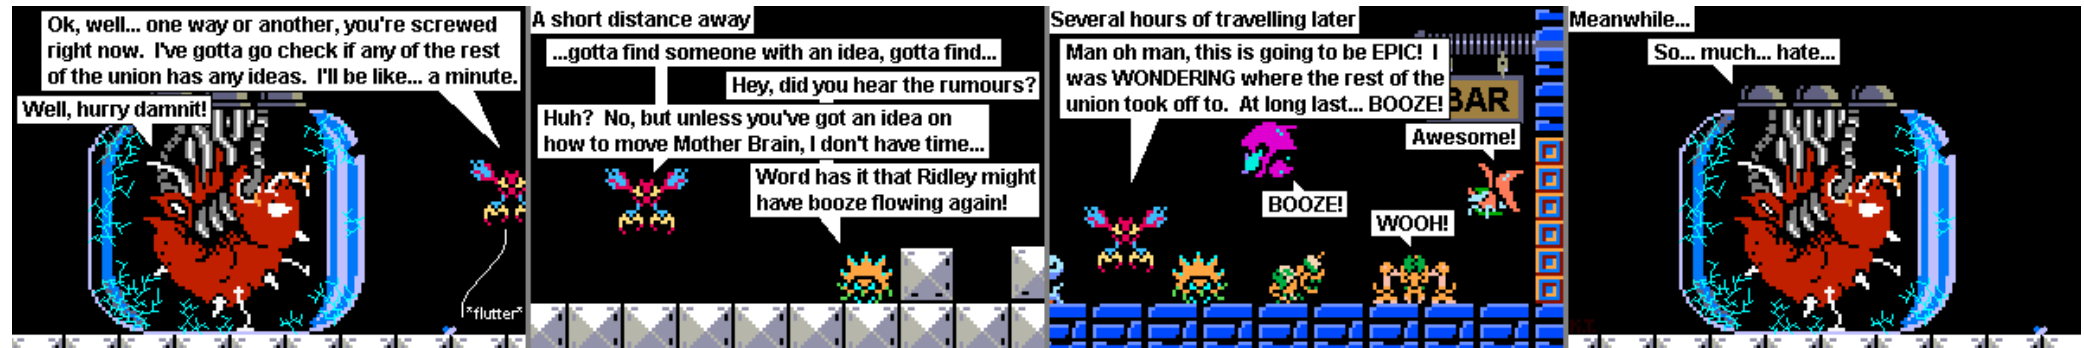 Ok, well... one way or another, you're screwed
right now.  I've gotta go check if any of the rest
of the union has any ideas.  I'll be like... a minute.
Well, hurry damnit!
*flutter*
A short distance away
...gotta find someone with an idea, gotta find...
Hey, did you hear the rumours?
Huh?  No, but unless you've got an idea on
how to move Mother Brain, I don't have time...
Word has it that Ridley might
have booze flowing again!
Several hours of travelling later
Man oh man, this is going to be EPIC!  I
was WONDERING where the rest of the
union took off to.  At long last... BOOZE!
BAR
Awesome!
BOOZE!
WOOH!
Meanwhile...
So... much... hate...